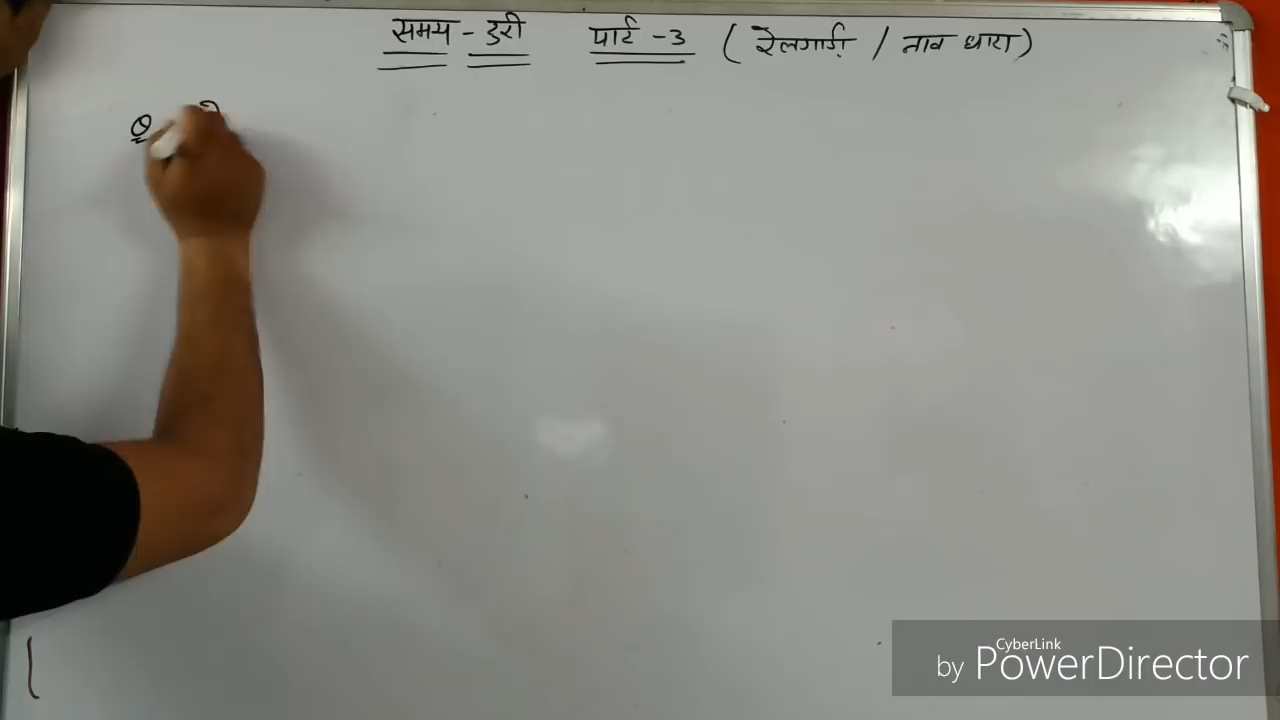 समय - दुरी पार्ट - 3 ( रेलगाड़ी / नाव धारा )
Q
CyberLink
by PowerDirector